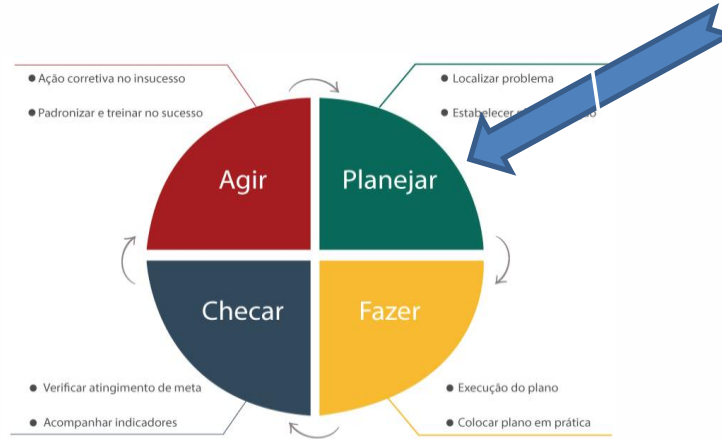 ● Ação corretiva no insucesso
● Padronizar e treinar no sucesso
● Localizar problema
● Estabelecer
Agir
Planejar
Checar
Fazer
● Verificar atingimento de meta
● Acompanhar indicadores
● Execução do plano
● Colocar plano em prática